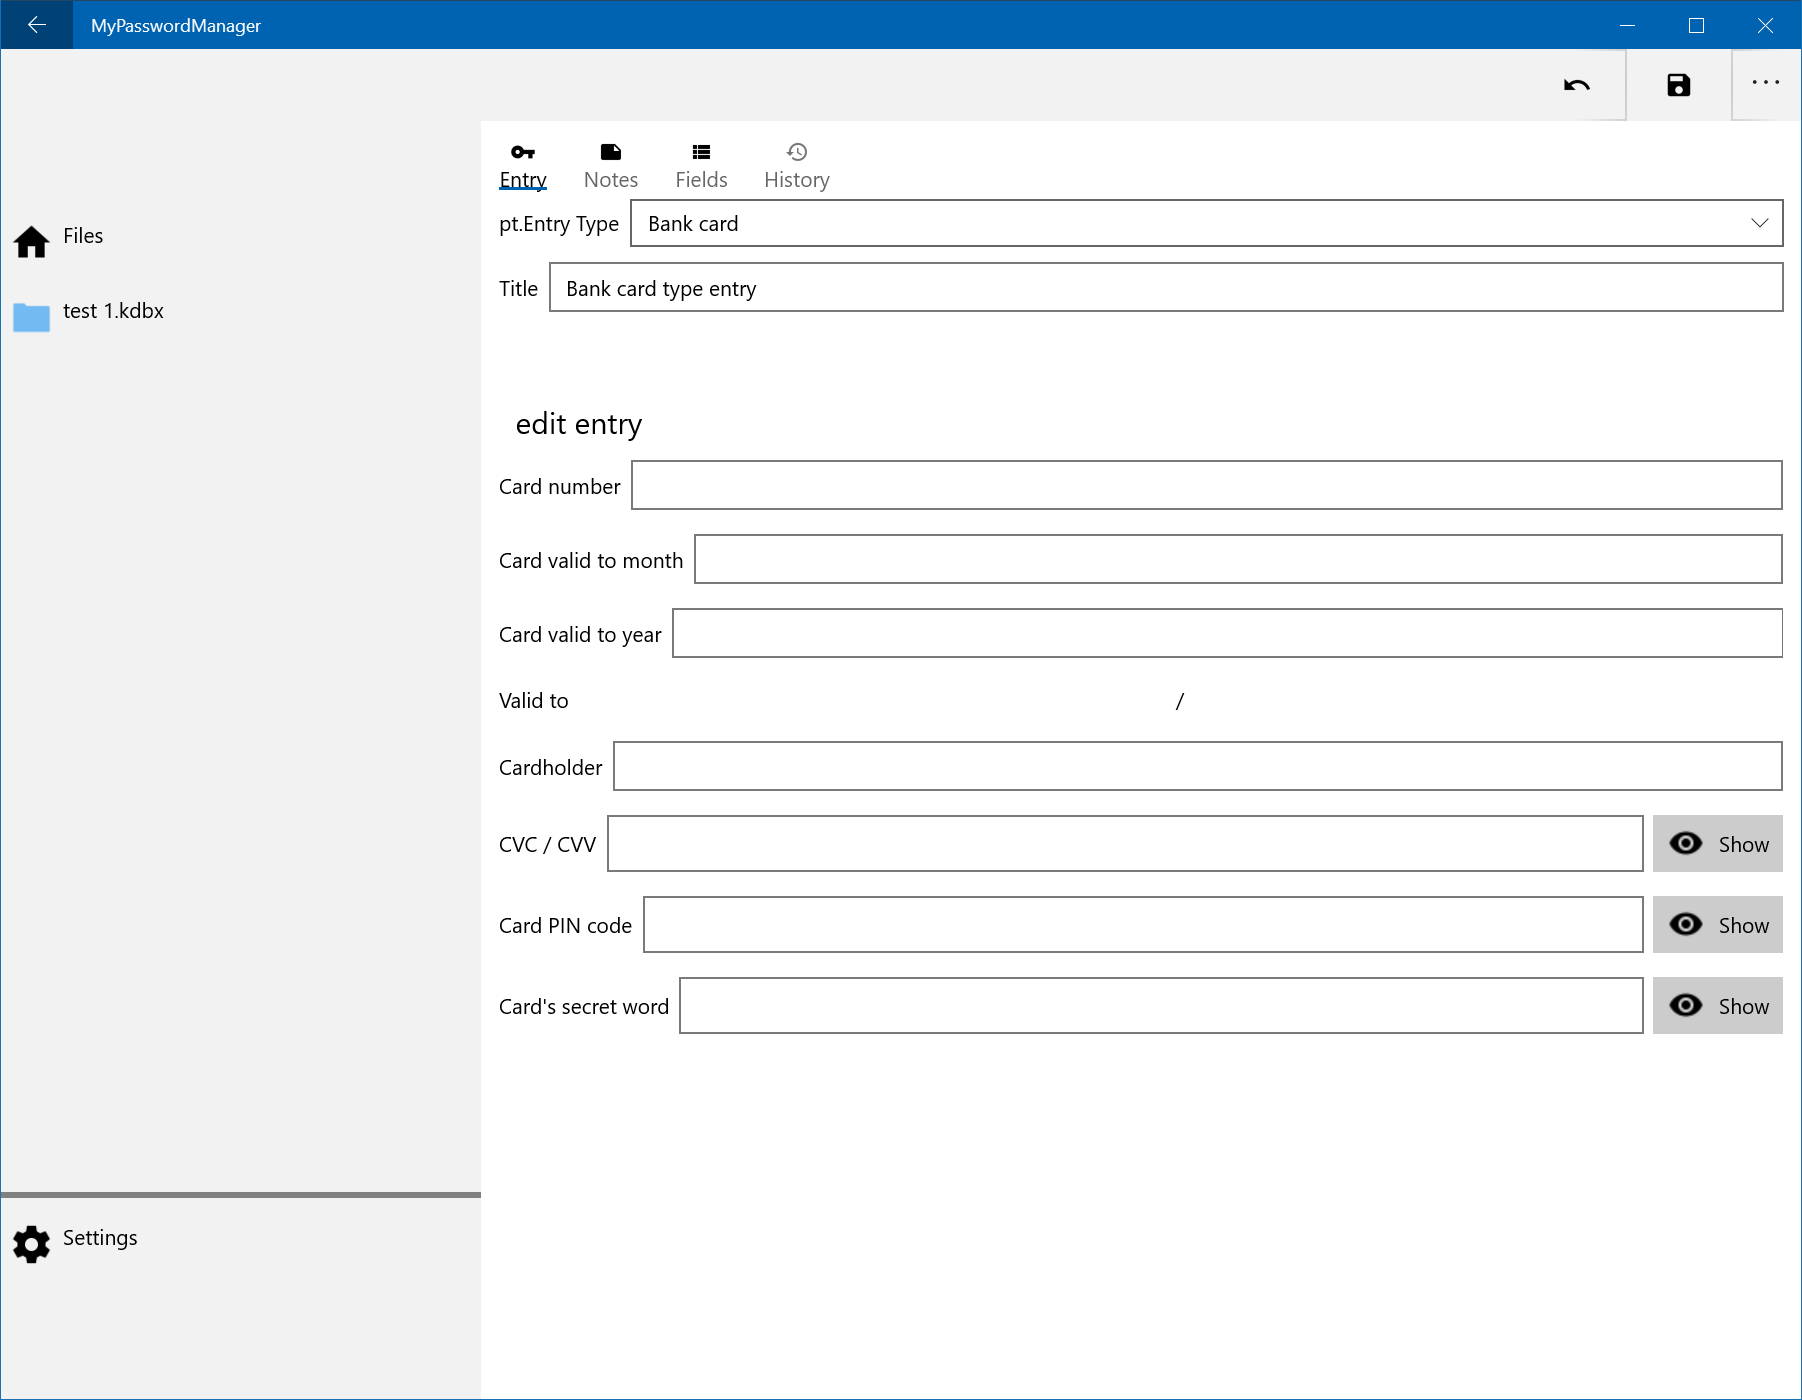 MyPasswordManager
Files
test 1.kdbx
Settings
Entry Notes Fields History
pt.Entry Type Bank card
Title Bank card type entry
edit entry
Card number
Card valid to month
Card valid to year
Valid to /
Cardholder
CVC / CVV Show
Card PIN code Show
Card's secret word Show